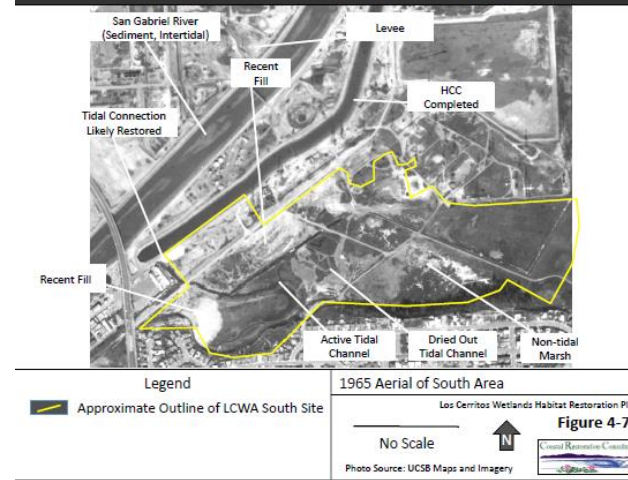 San Gabriel River
(Sediment, Intertidal)
Levee
Recent
Fill
HCC
Completed
Tidal Connection
Likely Restored
Recent Fill
Active Tidal
Channel
Dried Out
Tidal Channel
Non-tidal
Marsh
Legend
Approximate Outline of LCWA South Site
1965 Aerial of South Area
Los Cerritos Wetlands Habitat Restoration Pl
Figure 4-7
No Scale
N
Photo Source: UCSB Maps and Imagery
Coastal Restoration